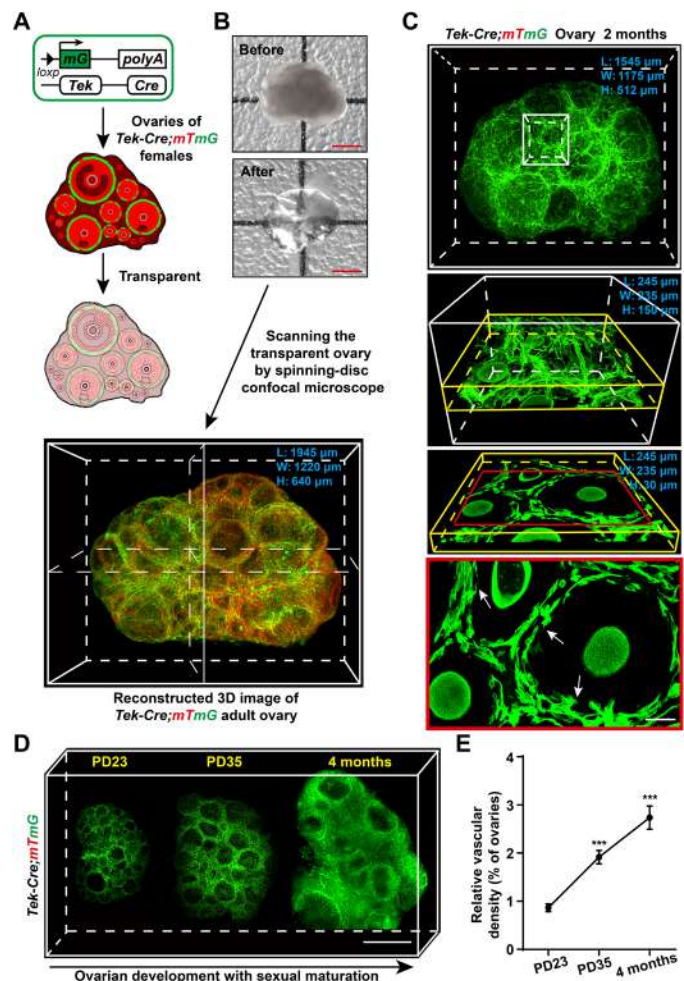 A
mG
polyA
loxp
Tek
Cre
Ovaries of
Tek-Cre;mTmG
females
Transparent
B
Before
After
Scanning the
transparent ovary
by spinning-disc
confocal microscope
L: 1945 µm
W: 1220 µm
H: 640 µm
Reconstructed 3D image of
Tek-Cre;mTmG adult ovary
C
Tek-Cre;mTmG Ovary 2 months
L: 1545 µm
W: 1175 µm
H: 512 µm
L: 245 µm
W: 235 µm
H: 150 µm
L: 245 µm
W: 235 µm
H: 30 µm
D
PD23 PD35 4 months
Tek-Cre;mTmG
Ovarian development with sexual maturation
E
Relative vascular
density (% of ovaries)
4
3
2
1
0
***
***
PD23 PD35 4 months